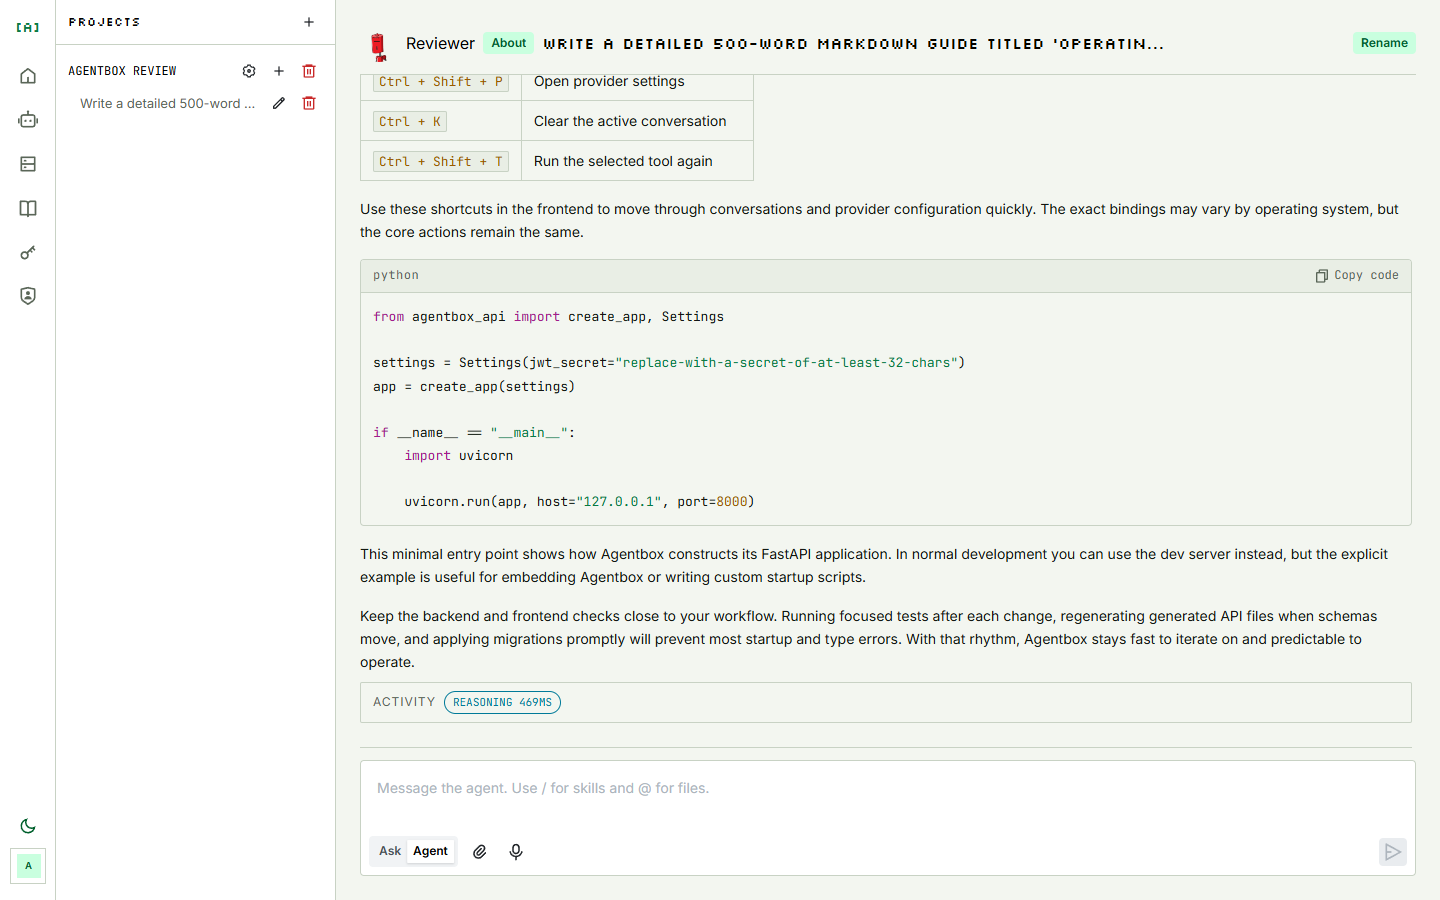 [A]
PROJECTS
AGENTBOX REVIEW
Write a detailed 500-word ...
A
Reviewer
About
WRITE A DETAILED 500-WORD MARKDOWN GUIDE TITLED 'OPERATIN...
Rename
Ctrl + Shift + P Open provider settings
Ctrl + K Clear the active conversation
Ctrl + Shift + T Run the selected tool again
Use these shortcuts in the frontend to move through conversations and provider configuration quickly. The exact bindings may vary by operating system, but
the core actions remain the same.
python
Copy code
from agentbox_api import create_app, Settings
settings = Settings(jwt_secret="replace-with-a-secret-of-at-least-32-chars")
app = create_app(settings)
if __name__ == "__main__":
    import uvicorn
    uvicorn.run(app, host="127.0.0.1", port=8000)
This minimal entry point shows how Agentbox constructs its FastAPI application. In normal development you can use the dev server instead, but the explicit
example is useful for embedding Agentbox or writing custom startup scripts.
Keep the backend and frontend checks close to your workflow. Running focused tests after each change, regenerating generated API files when schemas
move, and applying migrations promptly will prevent most startup and type errors. With that rhythm, Agentbox stays fast to iterate on and predictable to
operate.
ACTIVITY REASONING 469MS
Message the agent. Use / for skills and @ for files.
Ask Agent